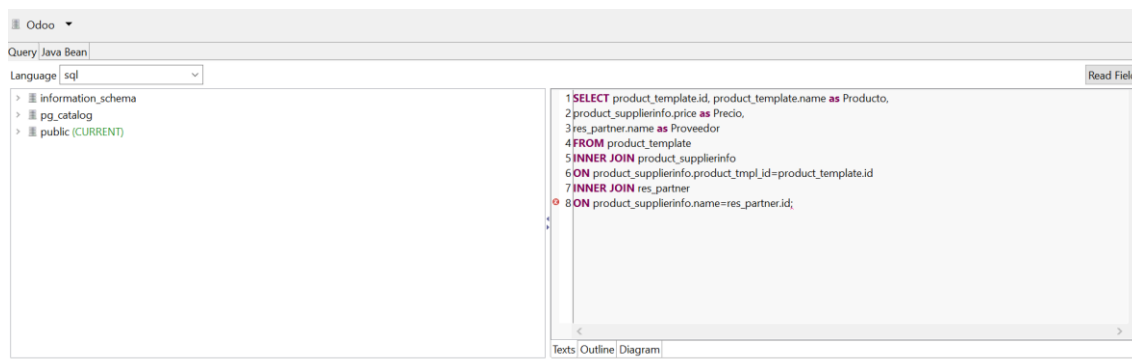 Odoo
Query Java Bean
Language sql
Read Fiel
information_schema
pg_catalog
public (CURRENT)
1 SELECT product_template.id, product_template.name as Producto,
2 product_supplierinfo.price as Precio,
3 res_partner.name as Proveedor
4 FROM product_template
5 INNER JOIN product_supplierinfo
6 ON product_supplierinfo.product_tmpl_id=product_template.id
7 INNER JOIN res_partner
8 ON product_supplierinfo.name=res_partner.id;
Texts Outline Diagram